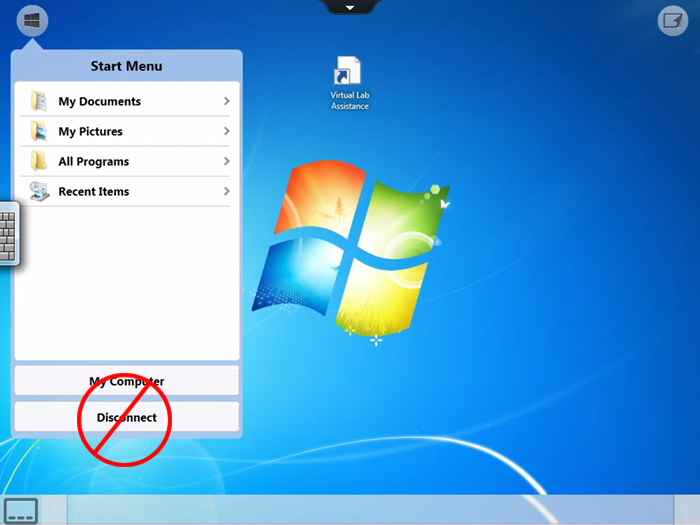 Start Menu
My Documents
My Pictures
All Programs
Recent Items
My Computer
Disconnect
Virtual Lab
Assistance